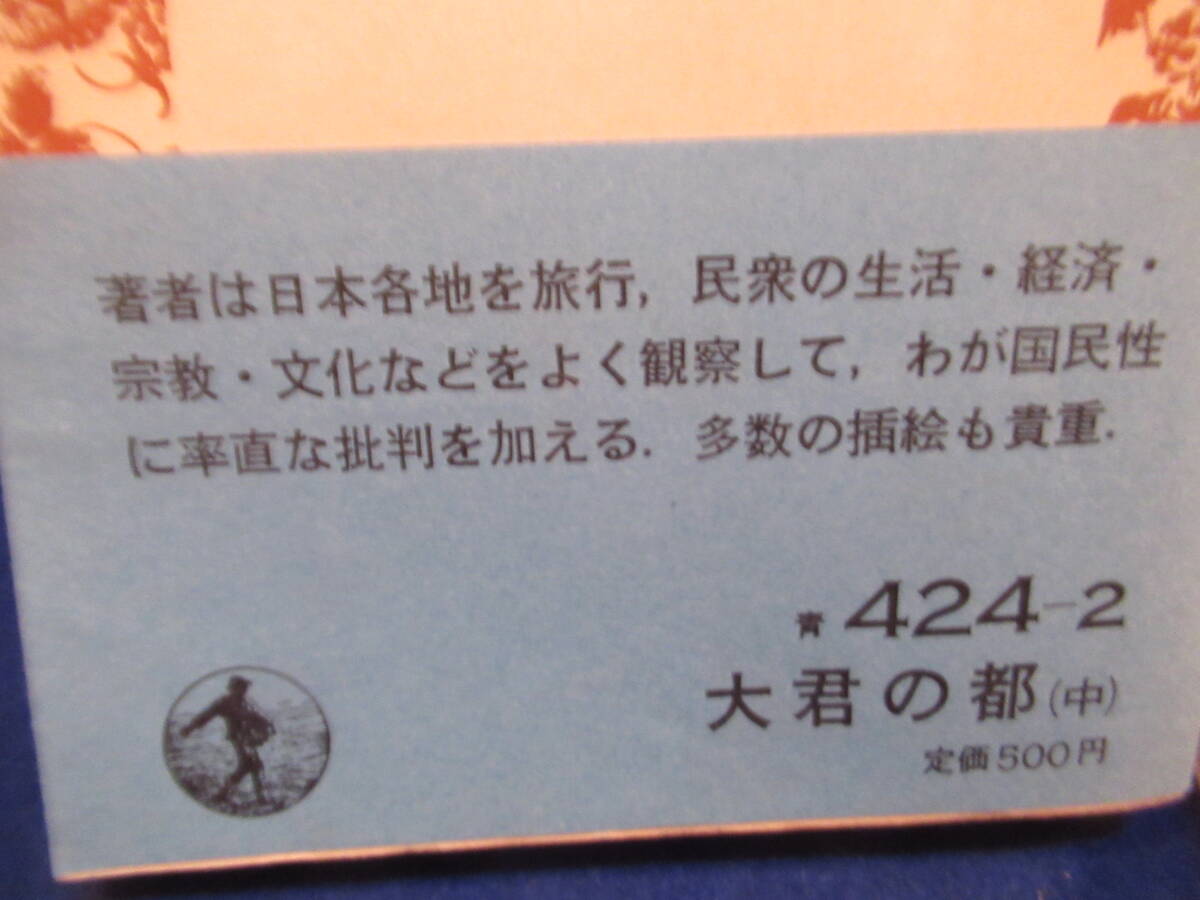 著者は日本各地を旅行，民衆の生活・経済・
宗教・文化などをよく観察して，わが国民性
に率直な批判を加える．多数の挿絵も貴重．
青 424-2
大君の都(中)
定価500円